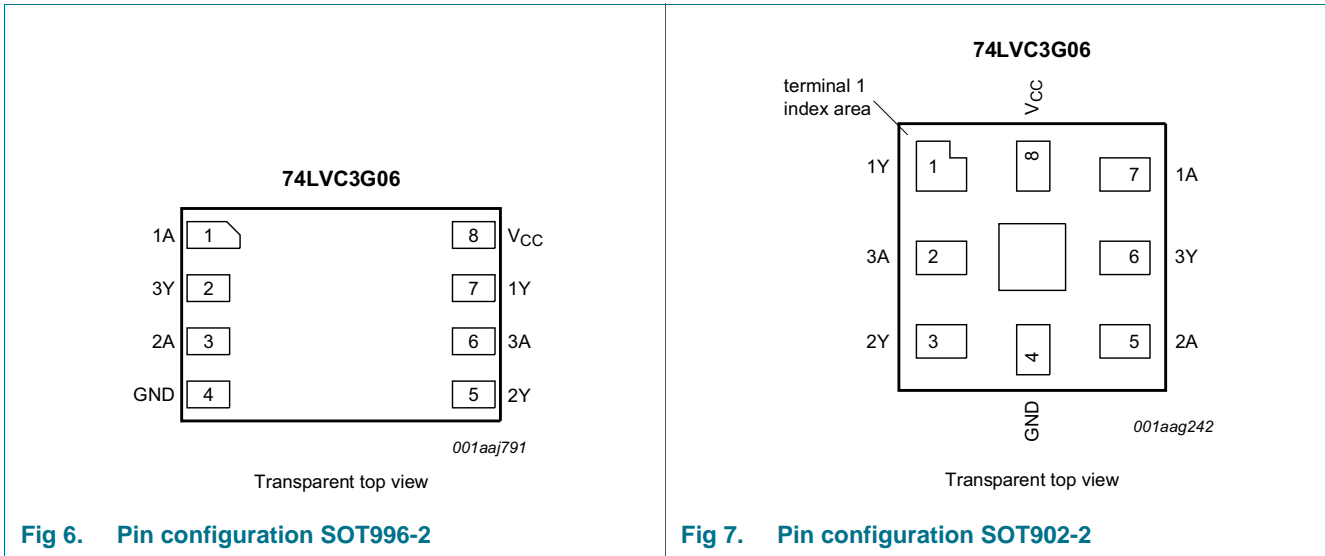 74LVC3G06
1A 1 8 VCC
3Y 2 7 1Y
2A 3 6 3A
GND 4 5 2Y
001aaj791
Transparent top view
Fig 6. Pin configuration SOT996-2
74LVC3G06
terminal 1
index area
VCC
1Y 1 8 7 1A
3A 2 6 3Y
2Y 3 4 5 2A
GND
001aag242
Transparent top view
Fig 7. Pin configuration SOT902-2